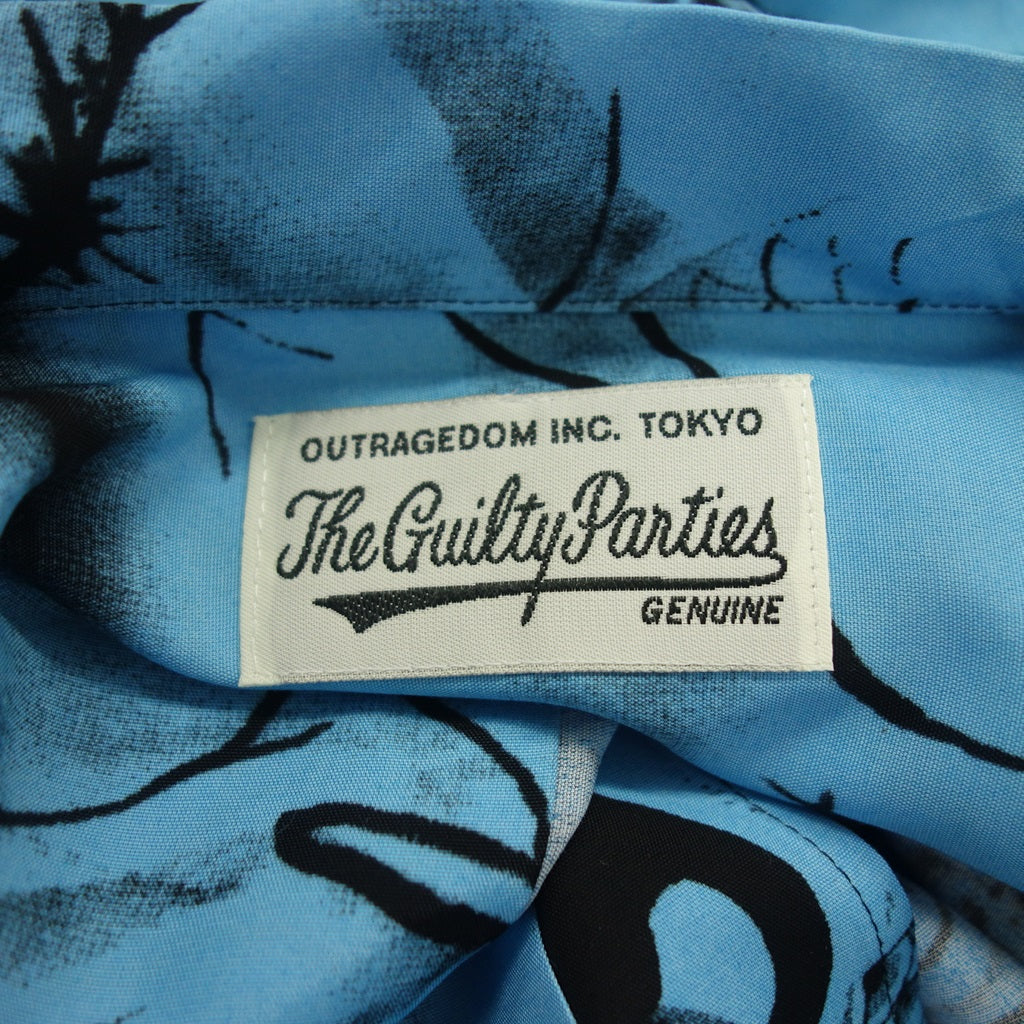 OUTRAGEDOM INC. TOKYO
The Guilty Parties
GENUINE